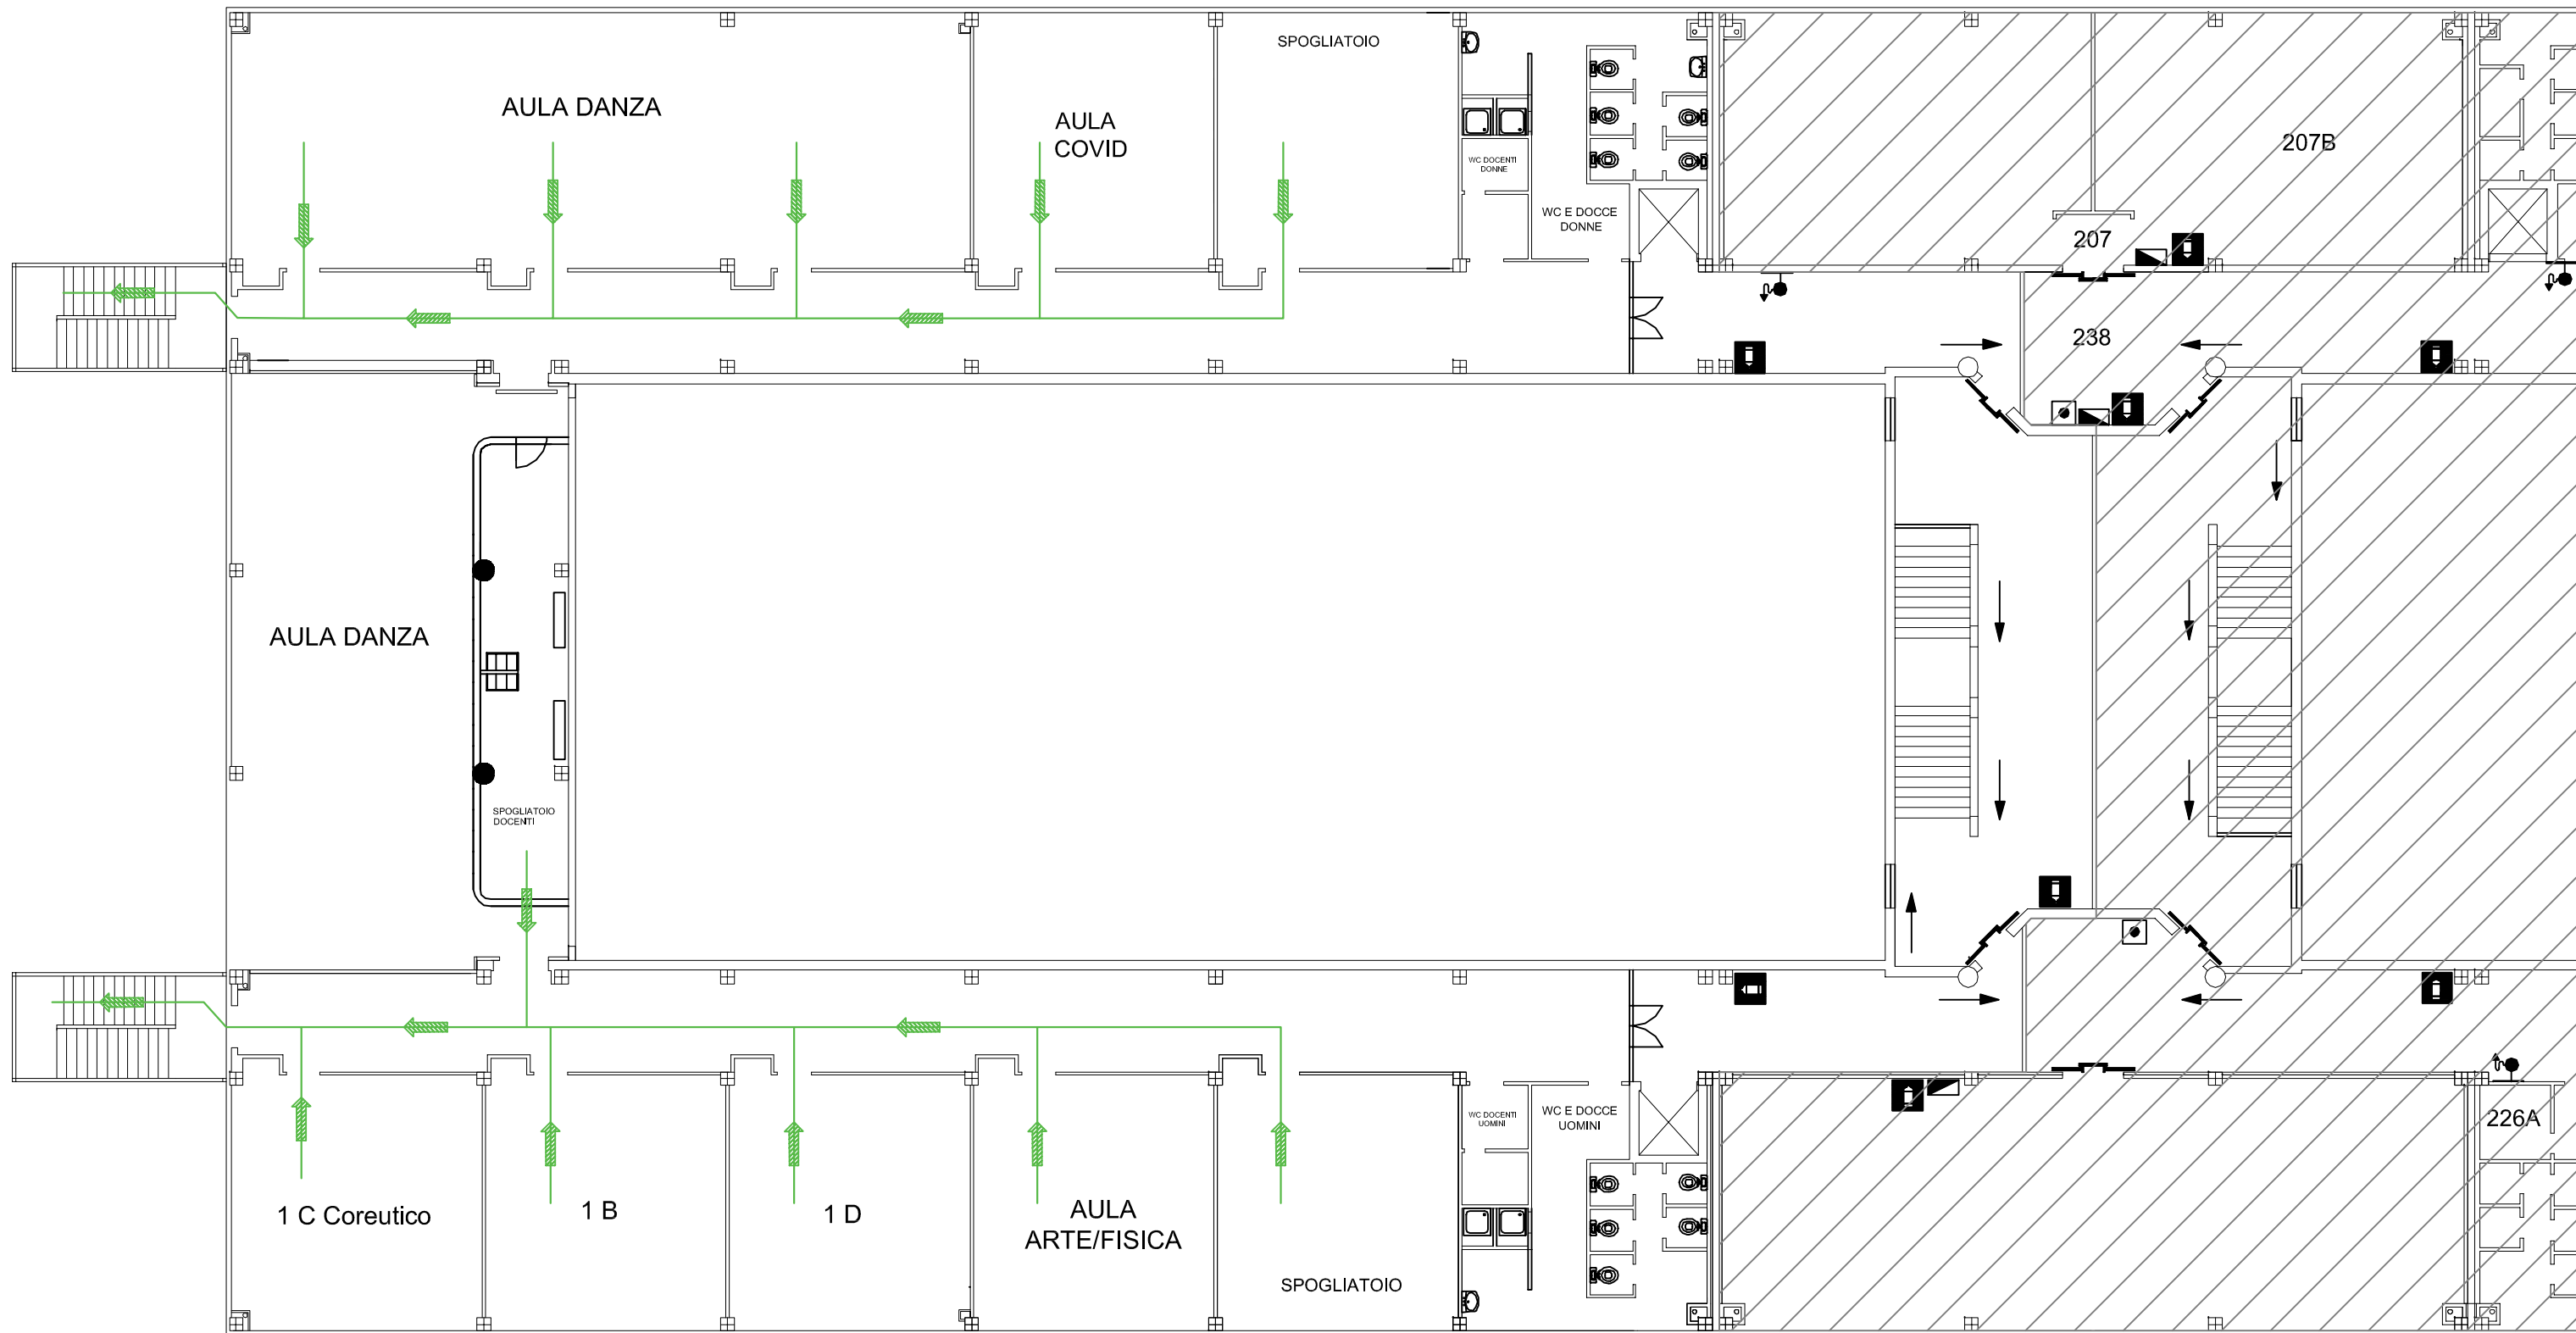 SPOGLIATOIO
AULA DANZA
AULA
COVID
207B
WC DOCENTI
DONNE
WC E DOCCE
DONNE
207
238
AULA DANZA
SPOGLIATOIO
DOCENTI
WC DOCENTI
UOMINI
WC E DOCCE
UOMINI
226A
1 C Coreutico
1 B
1 D
AULA
ARTE/FISICA
SPOGLIATOIO